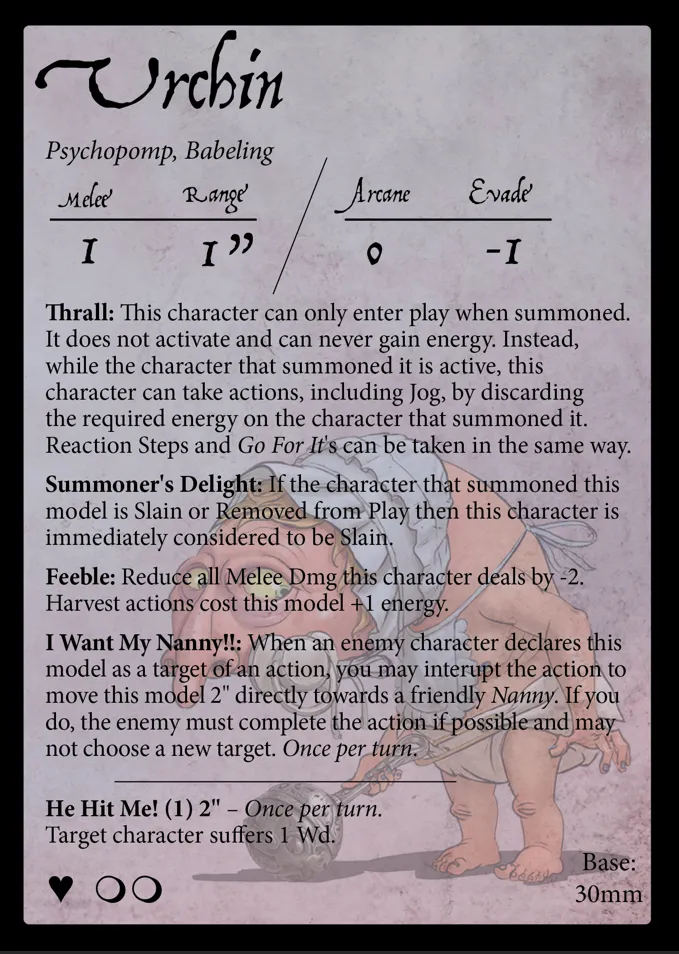 Urchin
Psychopomp, Babeling
Melee Range Arcane Evade
1 1” 0 -1
Thrall: This character can only enter play when summoned.
It does not activate and can never gain energy. Instead,
while the character that summoned it is active, this
character can take actions, including Jog, by discarding
the required energy on the character that summoned it.
Reaction Steps and Go For It's can be taken in the same way.
Summoner's Delight: If the character that summoned this
model is Slain or Removed from Play then this character is
immediately considered to be Slain.
Feeble: Reduce all Melee Dmg this character deals by -2.
Harvest actions cost this model +1 energy.
I Want My Nanny!!: When an enemy character declares this
model as a target of an action, you may interupt the action to
move this model 2" directly towards a friendly Nanny. If you
do, the enemy must complete the action if possible and may
not choose a new target. Once per turn.
He Hit Me! (1) 2" – Once per turn.
Target character suffers 1 Wd.
Base:
30mm